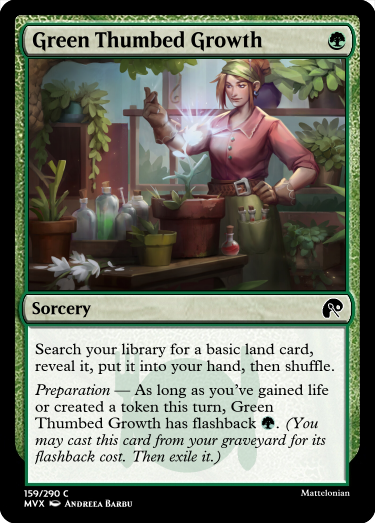 Green Thumbed Growth
Sorcery
Search your library for a basic land card,
reveal it, put it into your hand, then shuffle.
Preparation — As long as you've gained life
or created a token this turn, Green
Thumbed Growth has flashback . (You
may cast this card from your graveyard for its
flashback cost. Then exile it.)
159/290 C
Mattelonian
MVX Andreea Barbu